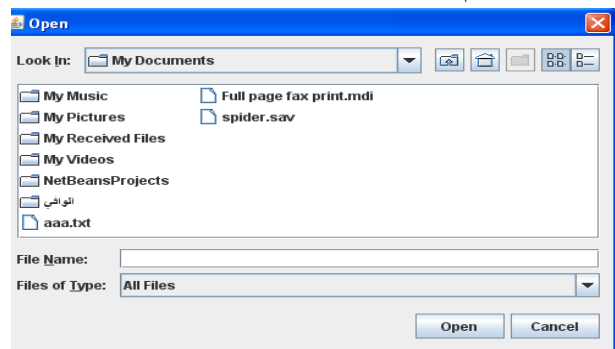 Open
Look In: My Documents
My Music
My Pictures
My Received Files
My Videos
NetBeansProjects
الوافي
aaa.txt
Full page fax print.mdi
spider.sav
File Name:
Files of Type: All Files
Open Cancel